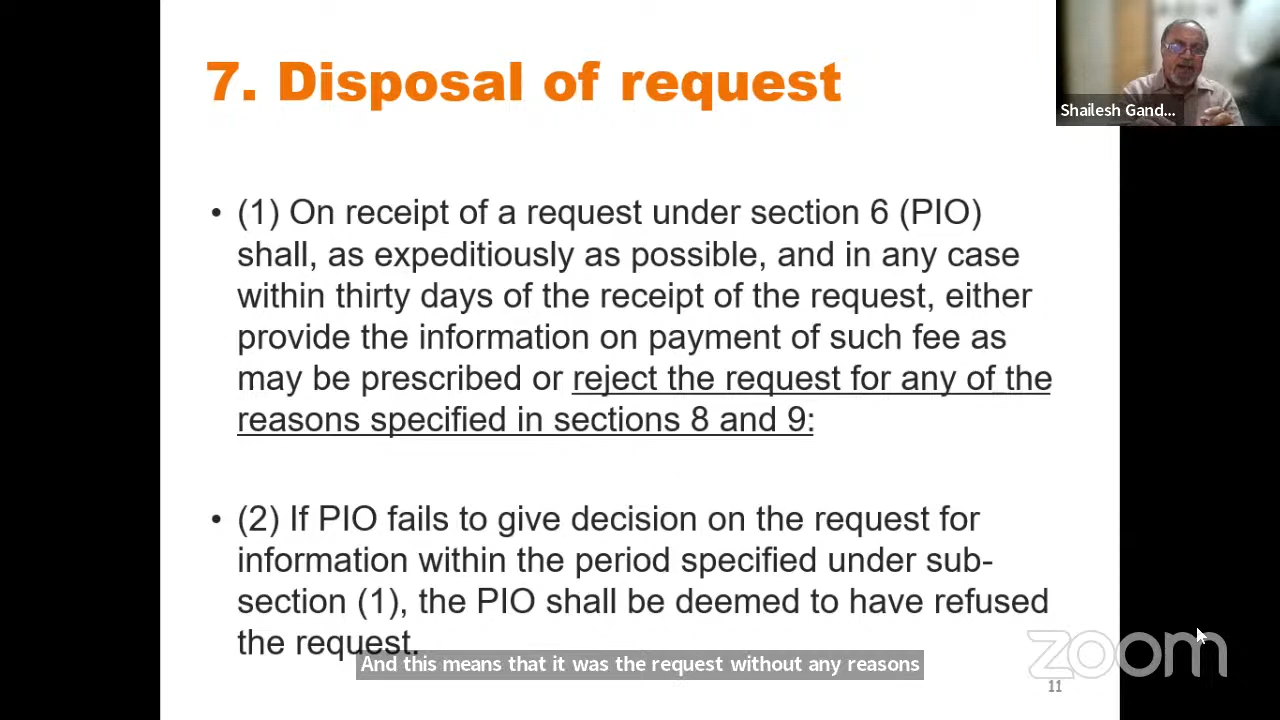 7. Disposal of request
Shailesh Gand...
• (1) On receipt of a request under section 6 (PIO)
shall, as expeditiously as possible, and in any case
within thirty days of the receipt of the request, either
provide the information on payment of such fee as
may be prescribed or reject the request for any of the
reasons specified in sections 8 and 9:
• (2) If PIO fails to give decision on the request for
information within the period specified under sub-
section (1), the PIO shall be deemed to have refused
the request.
And this means that it was the request without any reasons
zoom
11